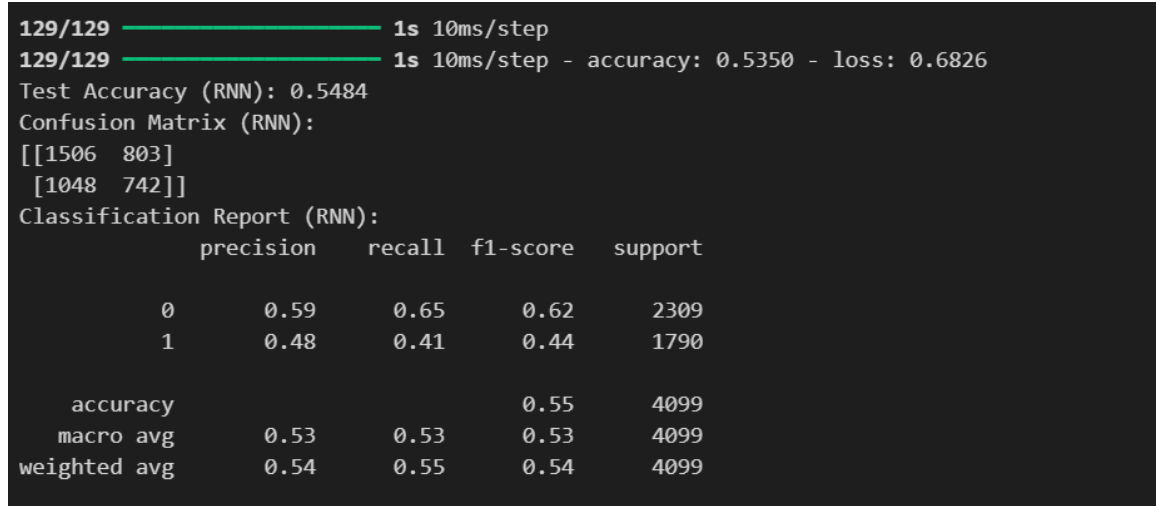 129/129 ━━━━━━━━━━━━━━━━━━━━ 1s 10ms/step
129/129 ━━━━━━━━━━━━━━━━━━━━ 1s 10ms/step - accuracy: 0.5350 - loss: 0.6826
Test Accuracy (RNN): 0.5484
Confusion Matrix (RNN):
[[1506  803]
 [1048  742]]
Classification Report (RNN):
              precision    recall  f1-score   support

           0       0.59      0.65      0.62      2309
           1       0.48      0.41      0.44      1790

    accuracy                           0.55      4099
   macro avg       0.53      0.53      0.53      4099
weighted avg       0.54      0.55      0.54      4099